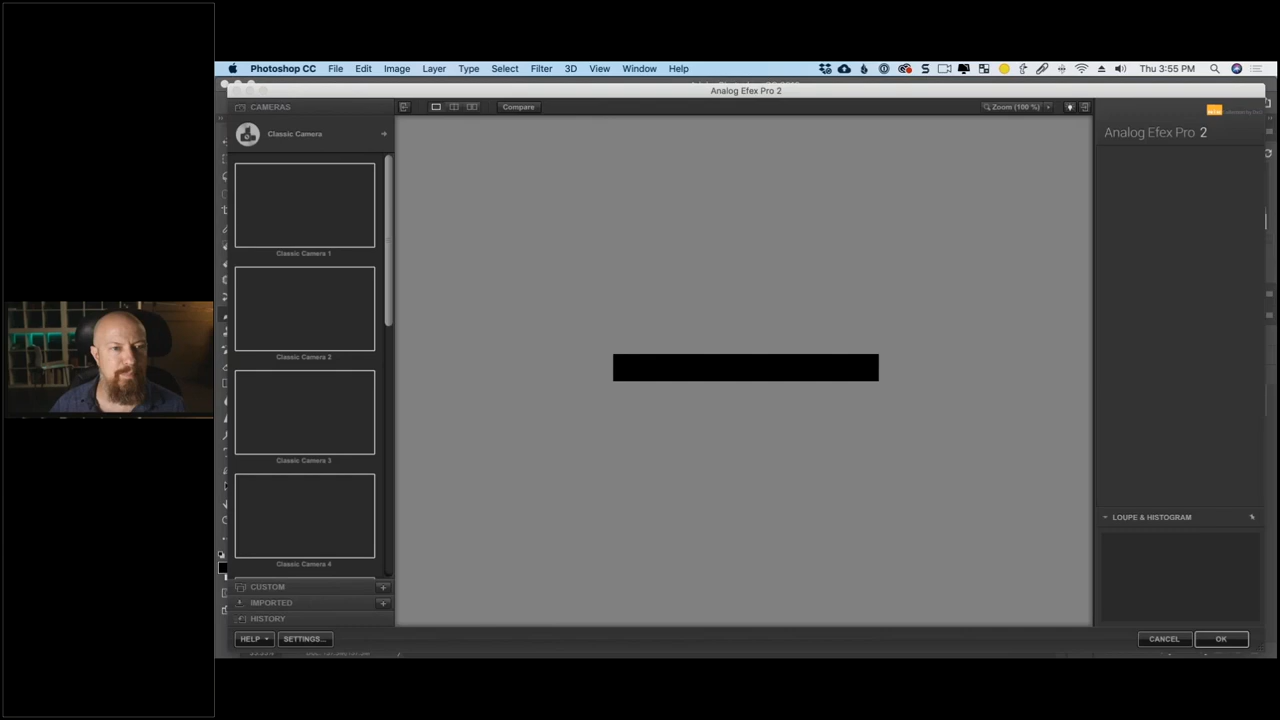 Photoshop CC File Edit Image Layer Type Select Filter 3D View Window Help Thu 3:55 PM
Analog Efex Pro 2
CAMERAS Compare Zoom (100 %)
Classic Camera
Analog Efex Pro 2
Classic Camera 1
Classic Camera 2
Classic Camera 3
Classic Camera 4
LOUPE & HISTOGRAM
CUSTOM
IMPORTED
HISTORY
HELP SETTINGS... CANCEL OK